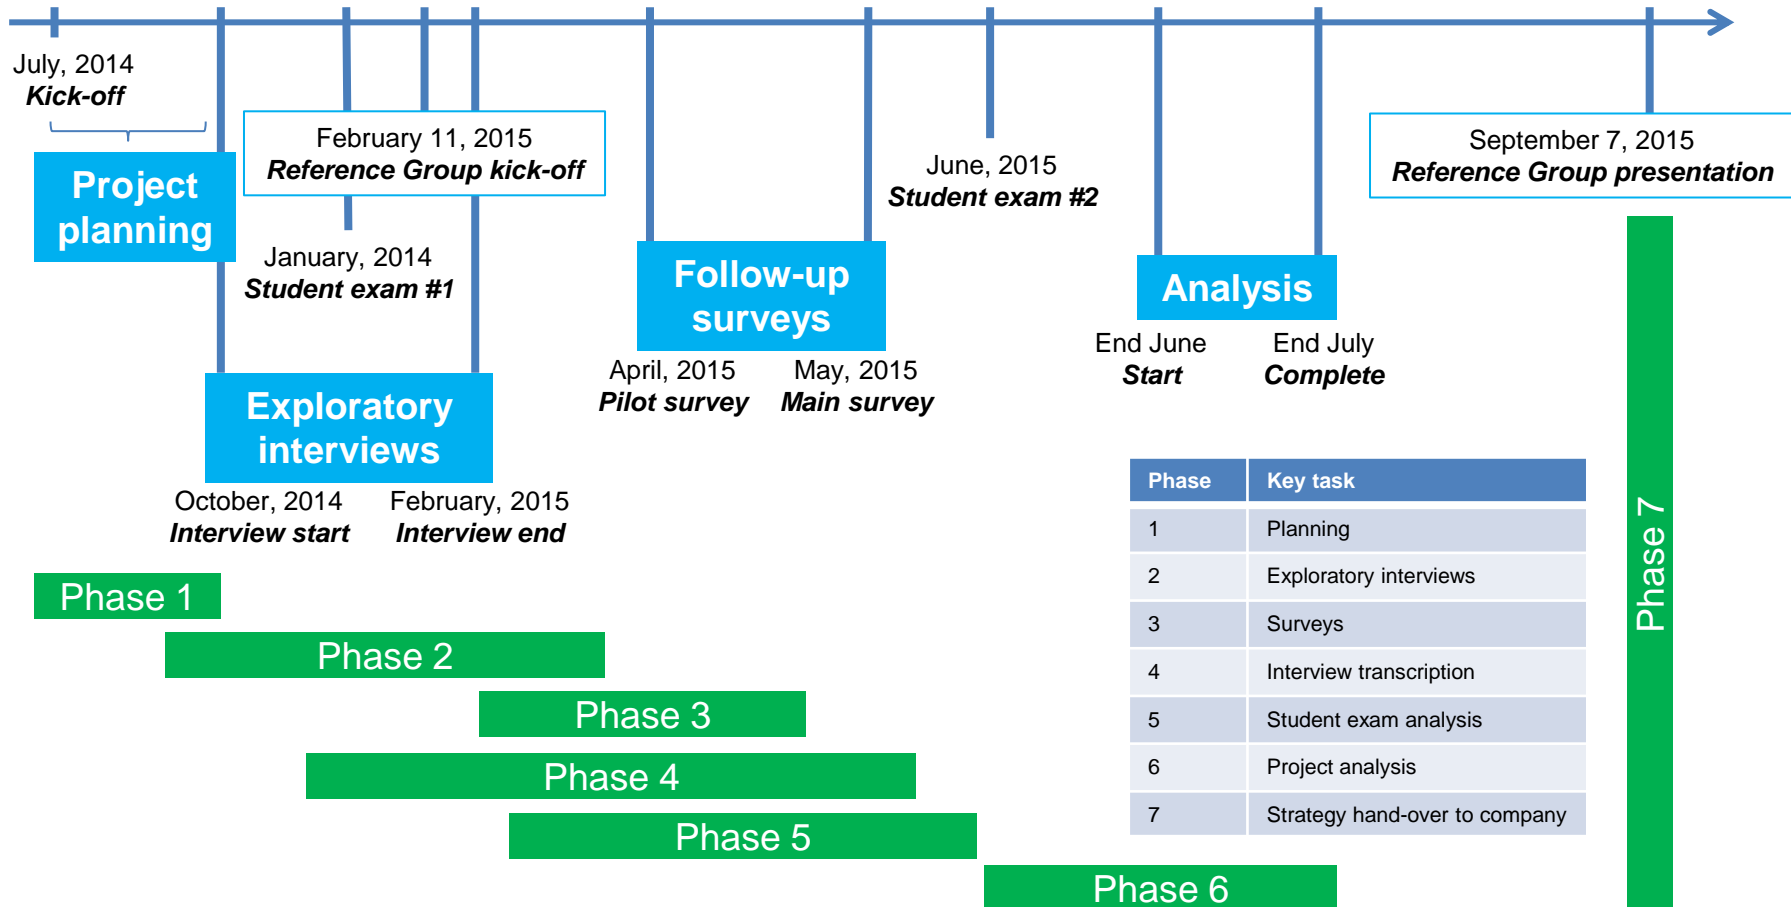 July, 2014
Kick-off
Project
planning
February 11, 2015
Reference Group kick-off
January, 2014
Student exam #1
Exploratory
interviews
October, 2014
Interview start
February, 2015
Interview end
Follow-up
surveys
April, 2015
Pilot survey
May, 2015
Main survey
June, 2015
Student exam #2
Analysis
End June
Start
End July
Complete
September 7, 2015
Reference Group presentation
Phase Key task
1 Planning
2 Exploratory interviews
3 Surveys
4 Interview transcription
5 Student exam analysis
6 Project analysis
7 Strategy hand-over to company
Phase 1
Phase 2
Phase 3
Phase 4
Phase 5
Phase 6
Phase 7